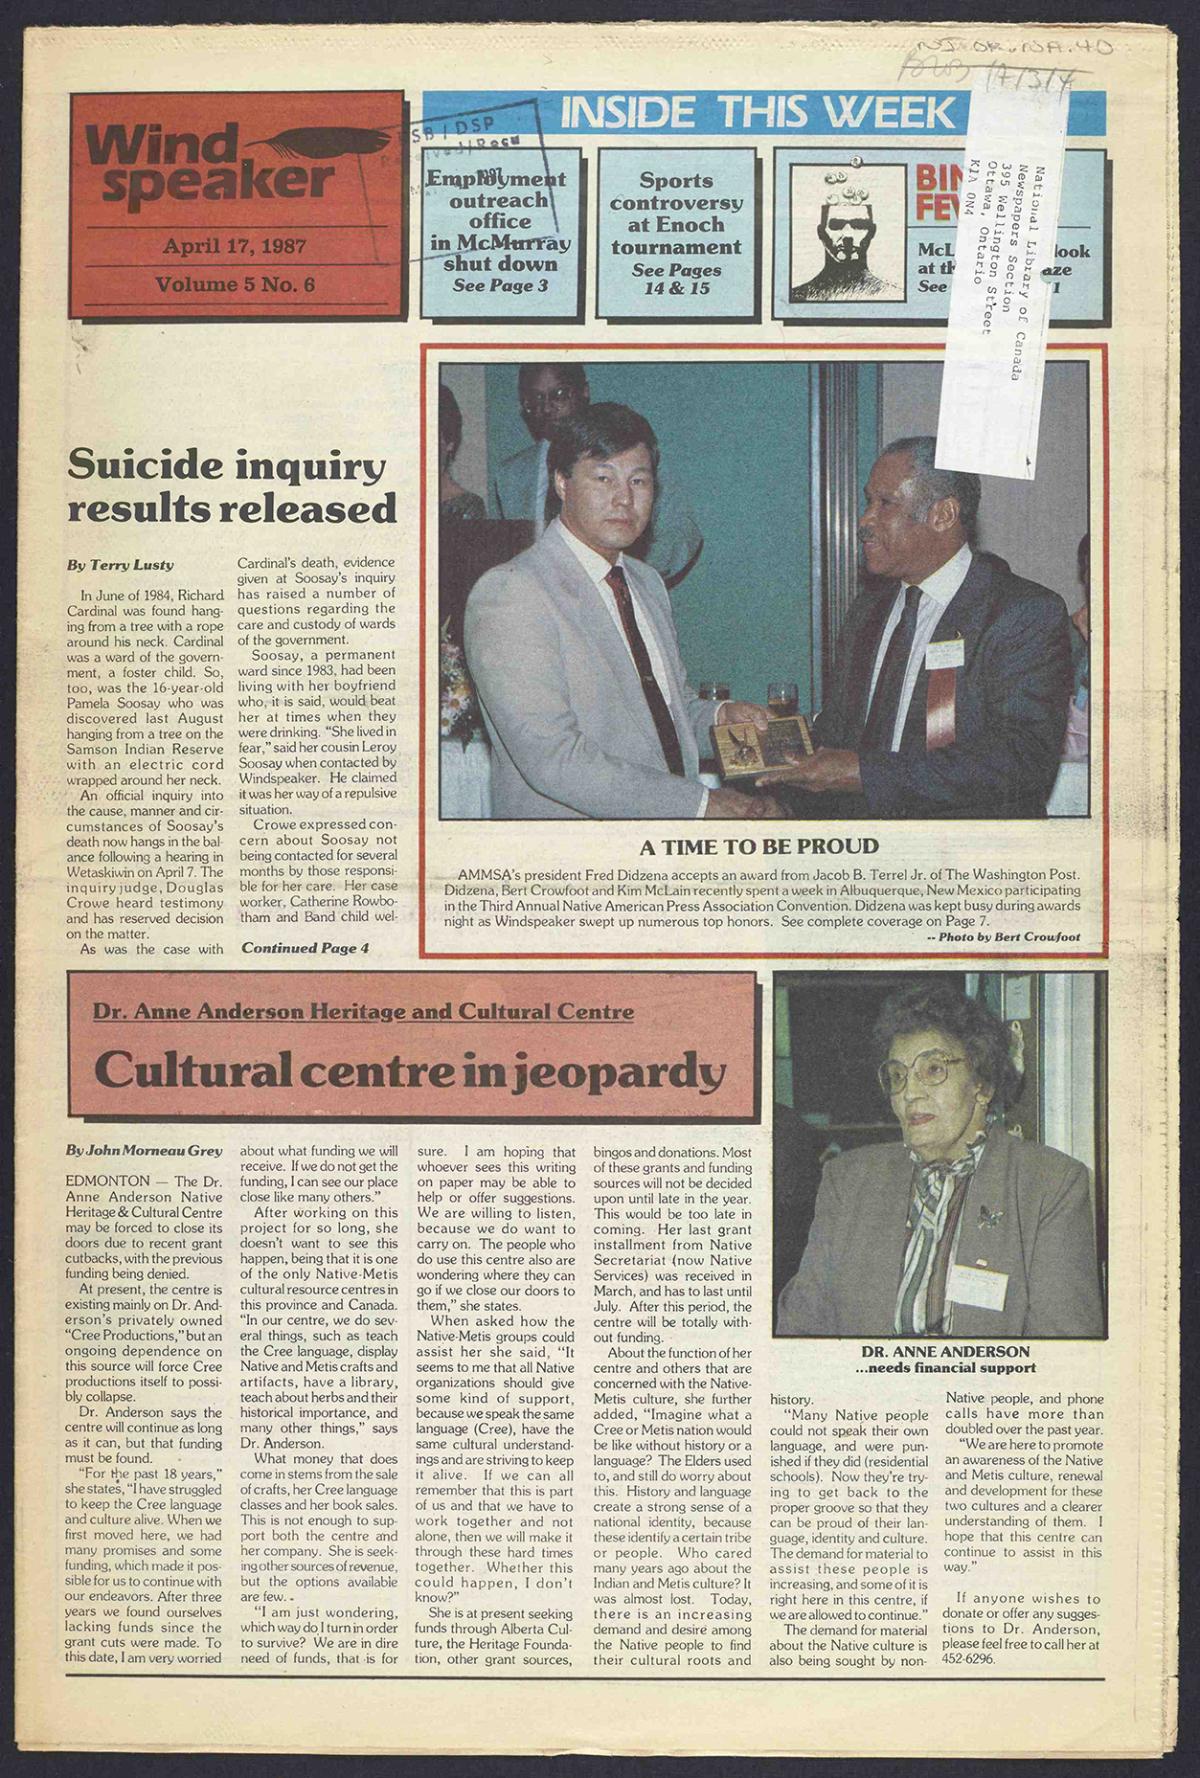 NJ.OR.NA.40
Wind
speaker
April 17, 1987
Volume 5 No. 6
INSIDE THIS WEEK
SB / DSP
Employment
outreach
office
in McMurray
shut down
See Page 3
Sports
controversy
at Enoch
tournament
See Pages
14 & 15
BIN
FEV
McL
look
at th
aze
See
1
National Library of Canada
Newspapers Section
395 Wellington Street
Ottawa, Ontario
K1A 0N4
Suicide inquiry
results released
By Terry Lusty
In June of 1984, Richard
Cardinal was found hang-
ing from a tree with a rope
around his neck. Cardinal
was a ward of the govern-
ment, a foster child. So,
too, was the 16-year-old
Pamela Soosay who was
discovered last August
hanging from a tree on the
Samson Indian Reserve
with an electric cord
wrapped around her neck.
An official inquiry into
the cause, manner and cir-
cumstances of Soosay's
death now hangs in the bal-
ance following a hearing in
Wetaskiwin on April 7. The
inquiry judge, Douglas
Crowe heard testimony
and has reserved decision
on the matter.
As was the case with
Cardinal's death, evidence
given at Soosay's inquiry
has raised a number of
questions regarding the
care and custody of wards
of the government.
Soosay, a permanent
ward since 1983, had been
living with her boyfriend
who, it is said, would beat
her at times when they
were drinking. "She lived in
fear," said her cousin Leroy
Soosay when contacted by
Windspeaker. He claimed
it was her way of a repulsive
situation.
Crowe expressed con-
cern about Soosay not
being contacted for several
months by those responsi-
ble for her care. Her case
worker, Catherine Rowbo-
tham and Band child wel-
Continued Page 4
A TIME TO BE PROUD
AMMSA's president Fred Didzena accepts an award from Jacob B. Terrel Jr. of The Washington Post.
Didzena, Bert Crowfoot and Kim McLain recently spent a week in Albuquerque, New Mexico participating
in the Third Annual Native American Press Association Convention. Didzena was kept busy during awards
night as Windspeaker swept up numerous top honors. See complete coverage on Page 7.
-- Photo by Bert Crowfoot
Dr. Anne Anderson Heritage and Cultural Centre
Cultural centre in jeopardy
By John Morneau Grey
EDMONTON — The Dr.
Anne Anderson Native
Heritage & Cultural Centre
may be forced to close its
doors due to recent grant
cutbacks, with the previous
funding being denied.
At present, the centre is
existing mainly on Dr. And-
erson's privately owned
"Cree Productions," but an
ongoing dependence on
this source will force Cree
productions itself to possi-
bly collapse.
Dr. Anderson says the
centre will continue as long
as it can, but that funding
must be found.
"For the past 18 years,"
she states, "I have struggled
to keep the Cree language
and culture alive. When we
first moved here, we had
many promises and some
funding, which made it pos-
sible for us to continue with
our endeavors. After three
years we found ourselves
lacking funds since the
grant cuts were made. To
this date, I am very worried
about what funding we will
receive. If we do not get the
funding, I can see our place
close like many others."
After working on this
project for so long, she
doesn't want to see this
happen, being that it is one
of the only Native-Metis
cultural resource centres in
this province and Canada.
"In our centre, we do sev-
eral things, such as teach
the Cree language, display
Native and Metis crafts and
artifacts, have a library,
teach about herbs and their
historical importance, and
many other things," says
Dr. Anderson.
What money that does
come in stems from the sale
of crafts, her Cree language
classes and her book sales.
This is not enough to sup-
port both the centre and
her company. She is seek-
ing other sources of revenue,
but the options available
are few.
"I am just wondering,
which way do I turn in order
to survive? We are in dire
need of funds, that is for
sure. I am hoping that
whoever sees this writing
on paper may be able to
help or offer suggestions.
We are willing to listen,
because we do want to
carry on. The people who
do use this centre also are
wondering where they can
go if we close our doors to
them," she states.
When asked how the
Native-Metis groups could
assist her she said, "It
seems to me that all Native
organizations should give
some kind of support,
because we speak the same
language (Cree), have the
same cultural understand-
ings and are striving to keep
it alive. If we can all
remember that this is part
of us and that we have to
work together and not
alone, then we will make it
through these hard times
together. Whether this
could happen, I don't
know?"
She is at present seeking
funds through Alberta Cul-
ture, the Heritage Founda-
tion, other grant sources,
bingos and donations. Most
of these grants and funding
sources will not be decided
upon until late in the year.
This would be too late in
coming. Her last grant
installment from Native
Secretariat (now Native
Services) was received in
March, and has to last until
July. After this period, the
centre will be totally with-
out funding.
About the function of her
centre and others that are
concerned with the Native-
Metis culture, she further
added, "Imagine what a
Cree or Metis nation would
be like without history or a
language? The Elders used
to, and still do worry about
this. History and language
create a strong sense of a
national identity, because
these identify a certain tribe
or people. Who cared
many years ago about the
Indian and Metis culture? It
was almost lost. Today,
there is an increasing
demand and desire among
the Native people to find
their cultural roots and
DR. ANNE ANDERSON
...needs financial support
history.
"Many Native people
could not speak their own
language, and were pun-
ished if they did (residential
schools). Now they're try-
ing to get back to the
proper groove so that they
can be proud of their lan-
guage, identity and culture.
The demand for material to
assist these people is
increasing, and some of it is
right here in this centre, if
we are allowed to continue."
The demand for material
about the Native culture is
also being sought by non-
Native people, and phone
calls have more than
doubled over the past year.
"We are here to promote
an awareness of the Native
and Metis culture, renewal
and development for these
two cultures and a clearer
understanding of them. I
hope that this centre can
continue to assist in this
way."
If anyone wishes to
donate or offer any sugges-
tions to Dr. Anderson,
please feel free to call her at
452-6296.